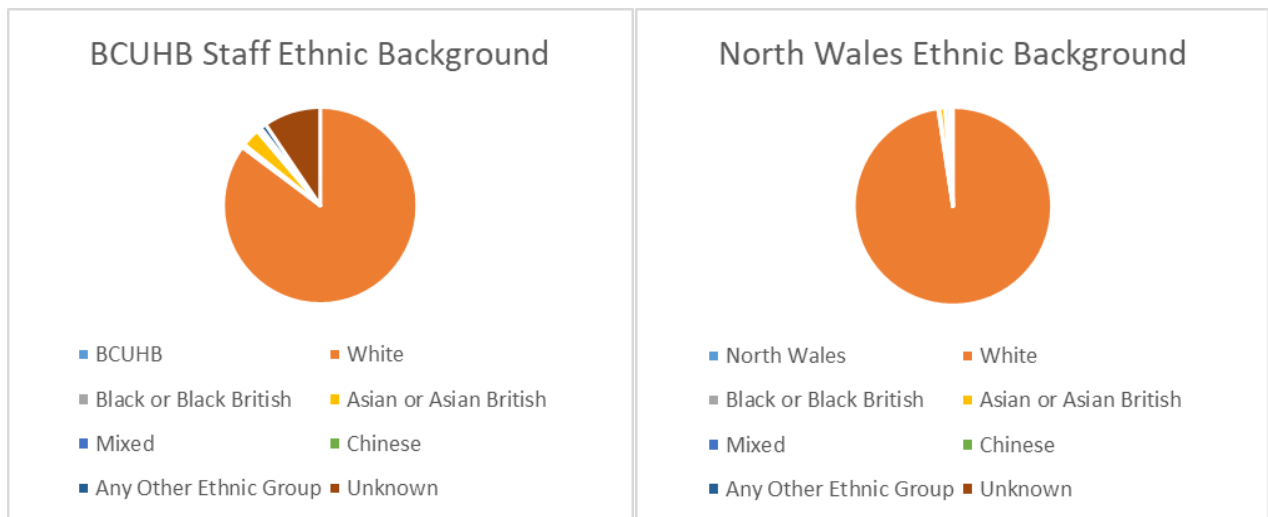 BCUHB Staff Ethnic Background
BCUHB
White
Black or Black British
Asian or Asian British
Mixed
Chinese
Any Other Ethnic Group
Unknown
North Wales Ethnic Background
North Wales
White
Black or Black British
Asian or Asian British
Mixed
Chinese
Any Other Ethnic Group
Unknown